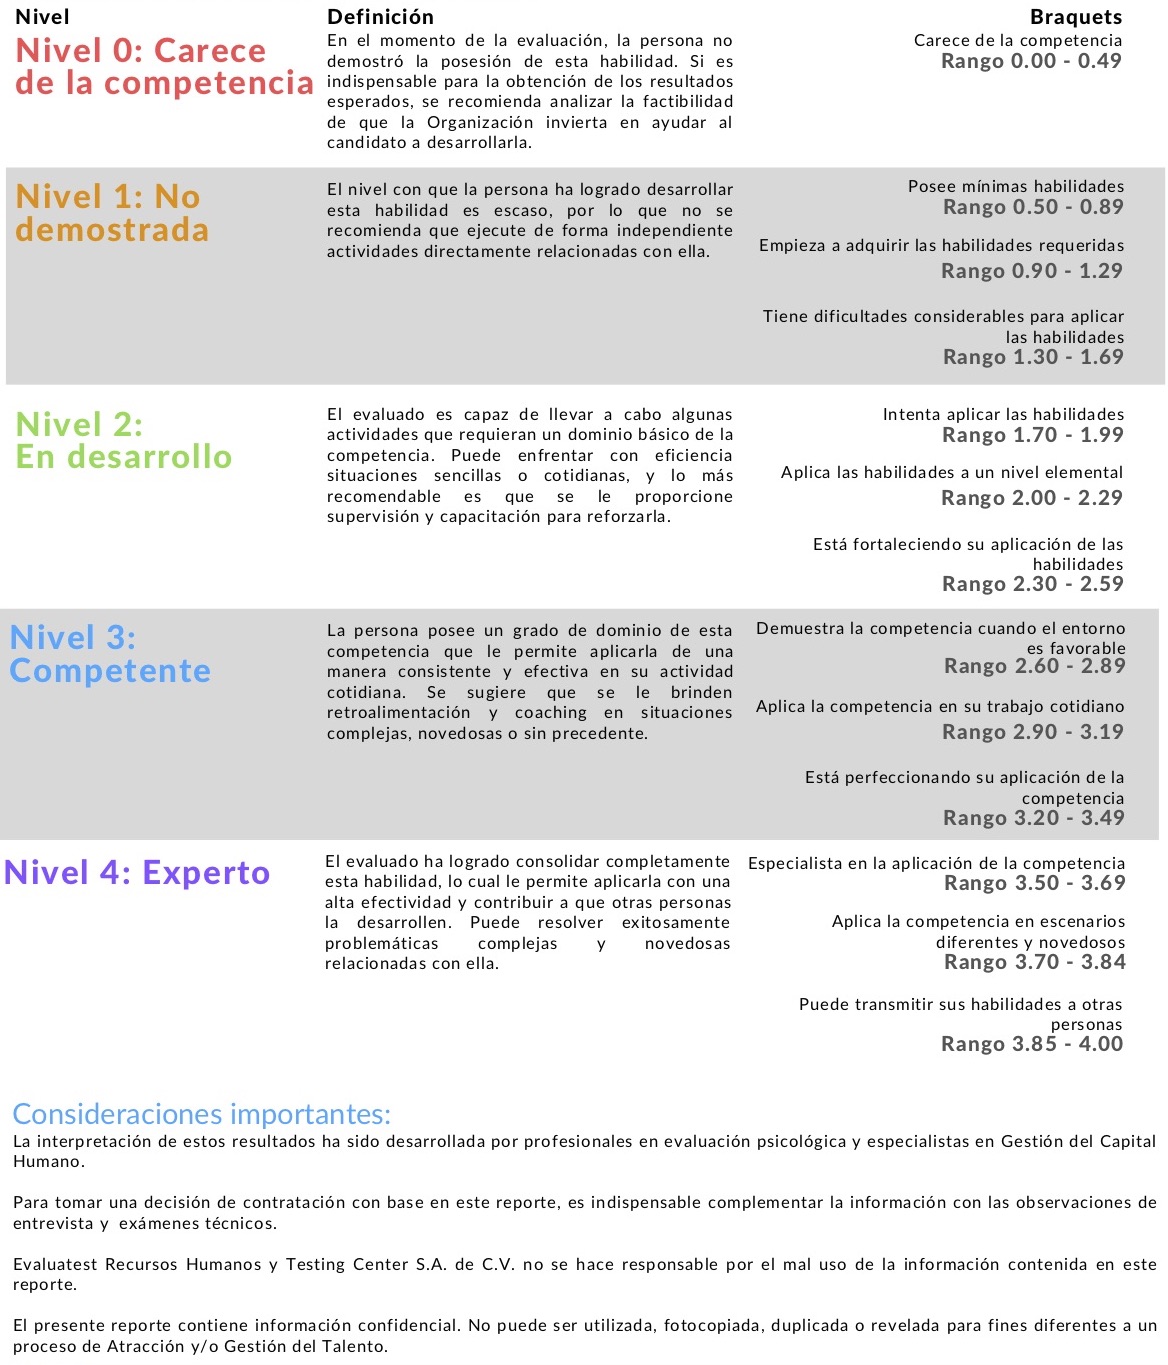 Nivel
Definición
Braquets
Nivel 0: Carece
de la competencia
En el momento de la evaluación, la persona no
demostró la posesión de esta habilidad. Si es
indispensable para la obtención de los resultados
esperados, se recomienda analizar la factibilidad
de que la Organización invierta en ayudar al
candidato a desarrollarla.
Carece de la competencia
Rango 0.00 - 0.49
Nivel 1: No
demostrada
El nivel con que la persona ha logrado desarrollar
esta habilidad es escaso, por lo que no se
recomienda que ejecute de forma independiente
actividades directamente relacionadas con ella.
Posee mínimas habilidades
Rango 0.50 - 0.89
Empieza a adquirir las habilidades requeridas
Rango 0.90 - 1.29
Tiene dificultades considerables para aplicar
las habilidades
Rango 1.30 - 1.69
Nivel 2:
En desarrollo
El evaluado es capaz de llevar a cabo algunas
actividades que requieran un dominio básico de la
competencia. Puede enfrentar con eficiencia
situaciones sencillas o cotidianas, y lo más
recomendable es que se le proporcione
supervisión y capacitación para reforzarla.
Intenta aplicar las habilidades
Rango 1.70 - 1.99
Aplica las habilidades a un nivel elemental
Rango 2.00 - 2.29
Está fortaleciendo su aplicación de las
habilidades
Rango 2.30 - 2.59
Nivel 3:
Competente
La persona posee un grado de dominio de esta
competencia que le permite aplicarla de una
manera consistente y efectiva en su actividad
cotidiana. Se sugiere que se le brinden
retroalimentación y coaching en situaciones
complejas, novedosas o sin precedente.
Demuestra la competencia cuando el entorno
es favorable
Rango 2.60 - 2.89
Aplica la competencia en su trabajo cotidiano
Rango 2.90 - 3.19
Está perfeccionando su aplicación de la
competencia
Rango 3.20 - 3.49
Nivel 4: Experto
El evaluado ha logrado consolidar completamente
esta habilidad, lo cual le permite aplicarla con una
alta efectividad y contribuir a que otras personas
la desarrollen. Puede resolver exitosamente
problemáticas complejas y novedosas
relacionadas con ella.
Especialista en la aplicación de la competencia
Rango 3.50 - 3.69
Aplica la competencia en escenarios
diferentes y novedosos
Rango 3.70 - 3.84
Puede transmitir sus habilidades a otras
personas
Rango 3.85 - 4.00
Consideraciones importantes:
La interpretación de estos resultados ha sido desarrollada por profesionales en evaluación psicológica y especialistas en Gestión del Capital
Humano.
Para tomar una decisión de contratación con base en este reporte, es indispensable complementar la información con las observaciones de
entrevista y exámenes técnicos.
Evaluatest Recursos Humanos y Testing Center S.A. de C.V. no se hace responsable por el mal uso de la información contenida en este
reporte.
El presente reporte contiene información confidencial. No puede ser utilizada, fotocopiada, duplicada o revelada para fines diferentes a un
proceso de Atracción y/o Gestión del Talento.